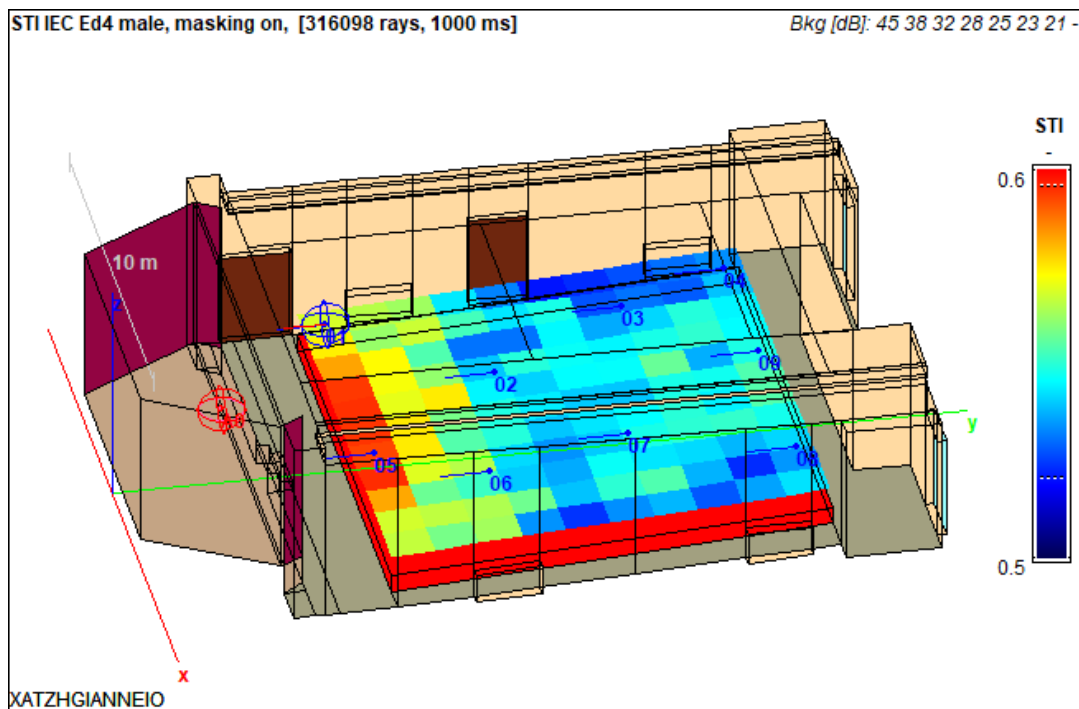 STI IEC Ed4 male, masking on, [316098 rays, 1000 ms]
Bkg [dB]: 45 38 32 28 25 23 21 -
STI
-
0.6
0.5
10 m
z
01
02
03
04
05
06
07
08
09
y
x
XATZHGIANNEIO